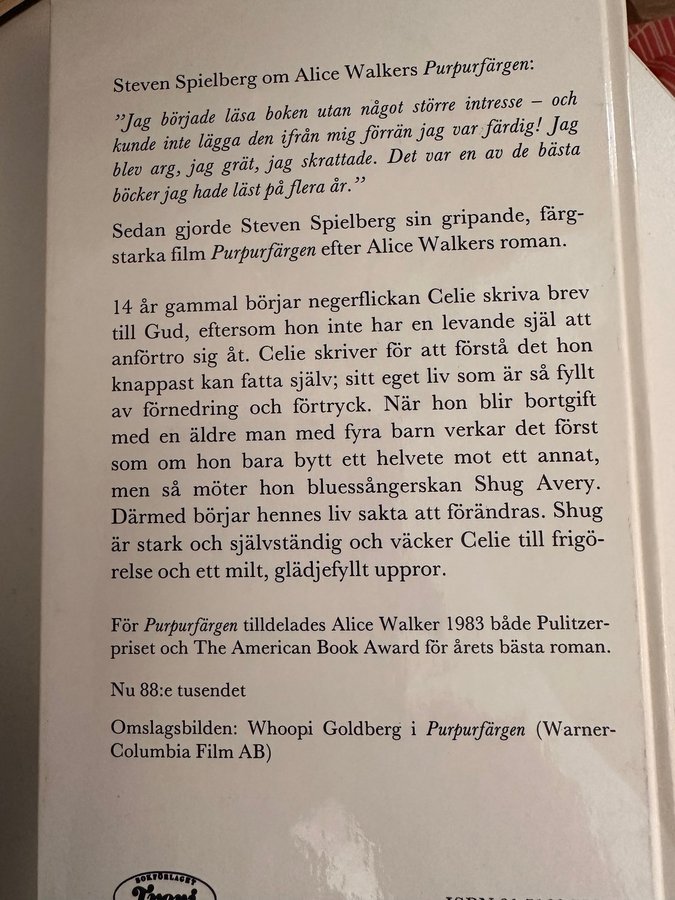 Steven Spielberg om Alice Walkers Purpurfärgen:
”Jag började läsa boken utan något större intresse – och
kunde inte lägga den ifrån mig förrän jag var färdig! Jag
blev arg, jag grät, jag skrattade. Det var en av de bästa
böcker jag hade läst på flera år.”
Sedan gjorde Steven Spielberg sin gripande, färg-
starka film Purpurfärgen efter Alice Walkers roman.
14 år gammal börjar negerflickan Celie skriva brev
till Gud, eftersom hon inte har en levande själ att
anförtro sig åt. Celie skriver för att förstå det hon
knappast kan fatta själv; sitt eget liv som är så fyllt
av förnedring och förtryck. När hon blir bortgift
med en äldre man med fyra barn verkar det först
som om hon bara bytt ett helvete mot ett annat,
men så möter hon bluessångerskan Shug Avery.
Därmed börjar hennes liv sakta att förändras. Shug
är stark och självständig och väcker Celie till frigö-
relse och ett milt, glädjefyllt uppror.
För Purpurfärgen tilldelades Alice Walker 1983 både Pulitzer-
priset och The American Book Award för årets bästa roman.
Nu 88:e tusendet
Omslagsbilden: Whoopi Goldberg i Purpurfärgen (Warner-
Columbia Film AB)
BOKFÖRLAGET